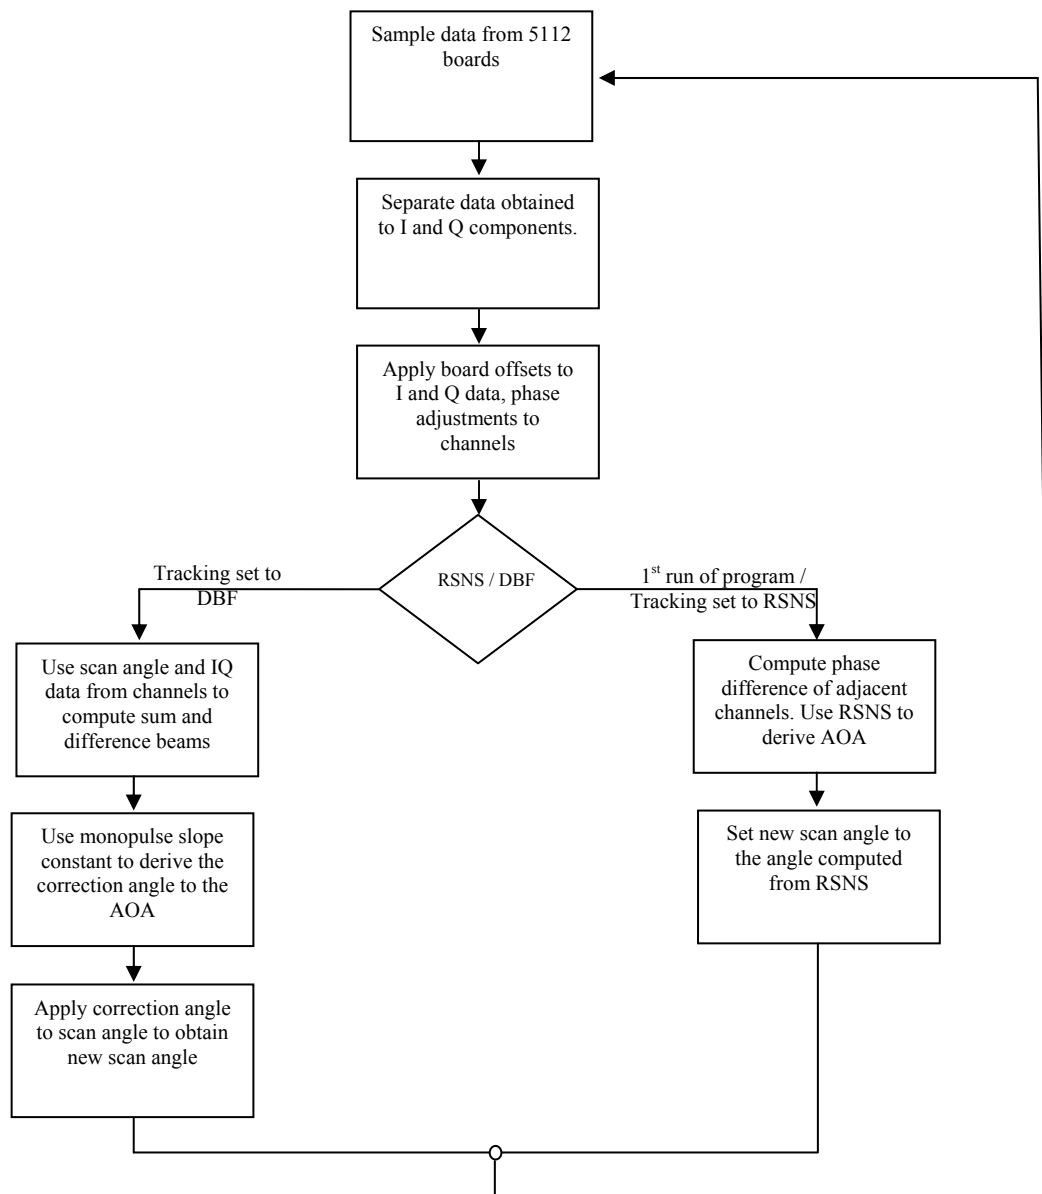 Sample data from 5112
boards
Separate data obtained
to I and Q components.
Apply board offsets to
I and Q data, phase
adjustments to
channels
RSNS / DBF
Tracking set to
DBF
1st run of program /
Tracking set to RSNS
Use scan angle and IQ
data from channels to
compute sum and
difference beams
Compute phase
difference of adjacent
channels. Use RSNS to
derive AOA
Use monopulse slope
constant to derive the
correction angle to the
AOA
Set new scan angle to
the angle computed
from RSNS
Apply correction angle
to scan angle to obtain
new scan angle